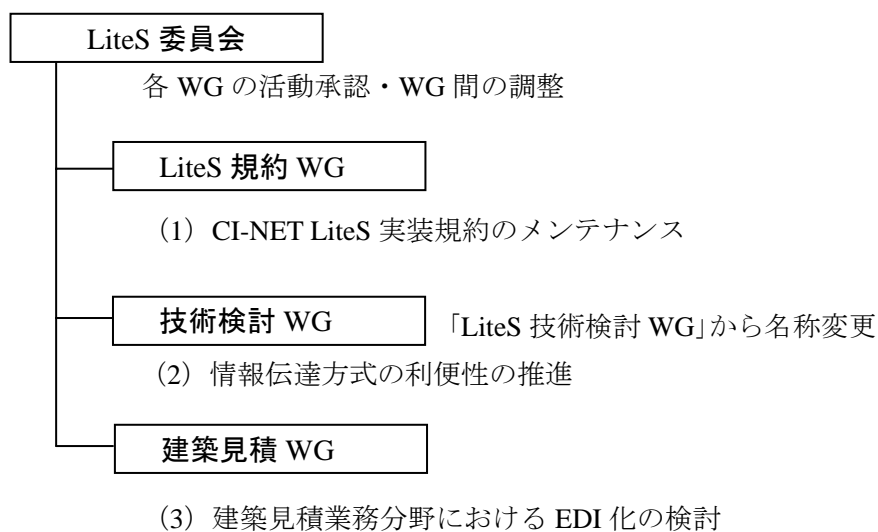 LiteS 委員会
各 WG の活動承認・WG 間の調整
LiteS 規約 WG
（1）CI-NET LiteS 実装規約のメンテナンス
技術検討 WG
「LiteS 技術検討 WG」から名称変更
（2）情報伝達方式の利便性の推進
建築見積 WG
（3）建築見積業務分野における EDI 化の検討